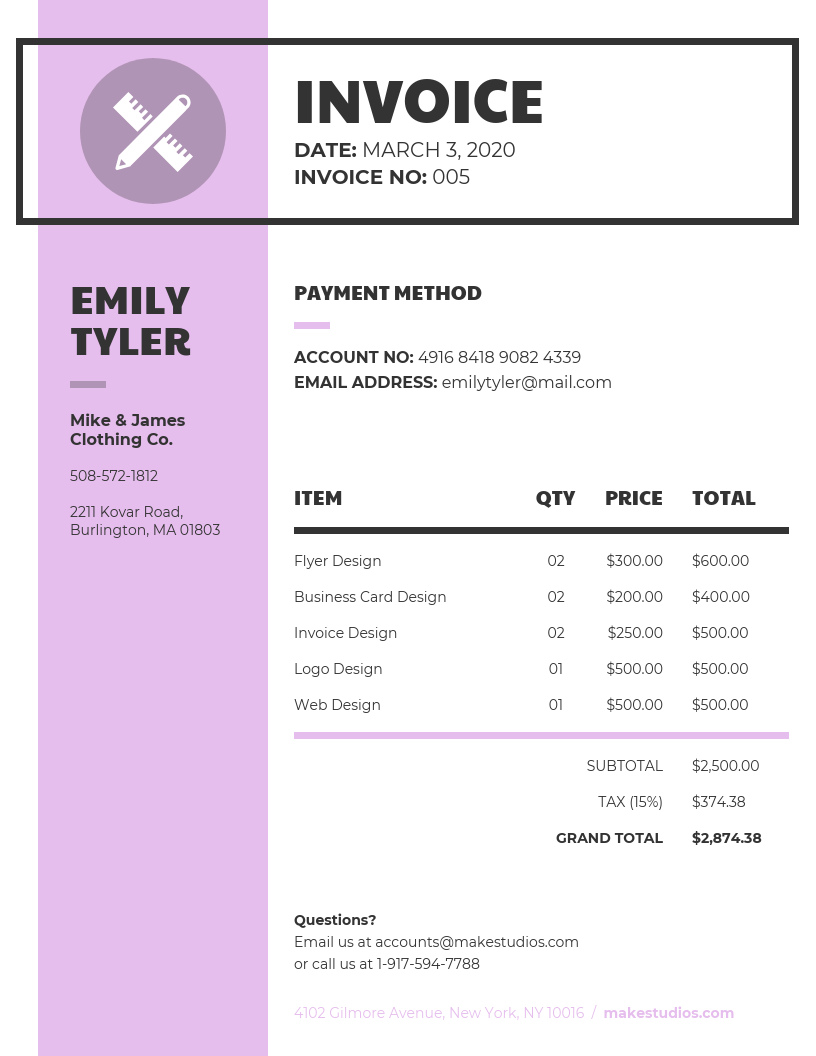 INVOICE
DATE: MARCH 3, 2020
INVOICE NO: 005
EMILY
TYLER
Mike & James
Clothing Co.
508-572-1812
2211 Kovar Road,
Burlington, MA 01803
PAYMENT METHOD
ACCOUNT NO: 4916 8418 9082 4339
EMAIL ADDRESS: emilytyler@mail.com
ITEM QTY PRICE TOTAL
Flyer Design 02 $300.00 $600.00
Business Card Design 02 $200.00 $400.00
Invoice Design 02 $250.00 $500.00
Logo Design 01 $500.00 $500.00
Web Design 01 $500.00 $500.00
SUBTOTAL $2,500.00
TAX (15%) $374.38
GRAND TOTAL $2,874.38
Questions?
Email us at accounts@makestudios.com
or call us at 1-917-594-7788
4102 Gilmore Avenue, New York, NY 10016 / makestudios.com